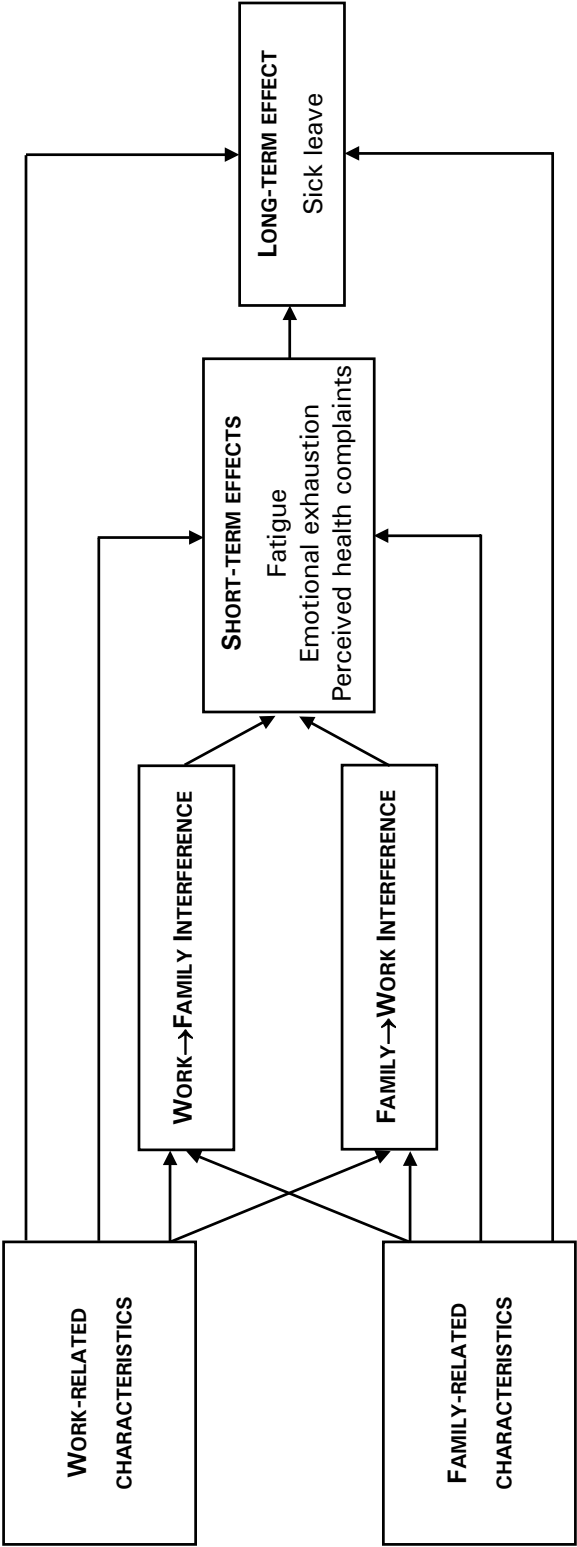 WORK-RELATED
CHARACTERISTICS
FAMILY-RELATED
CHARACTERISTICS
WORK→FAMILY INTERFERENCE
FAMILY→WORK INTERFERENCE
SHORT-TERM EFFECTS
Fatigue
Emotional exhaustion
Perceived health complaints
LONG-TERM EFFECT
Sick leave